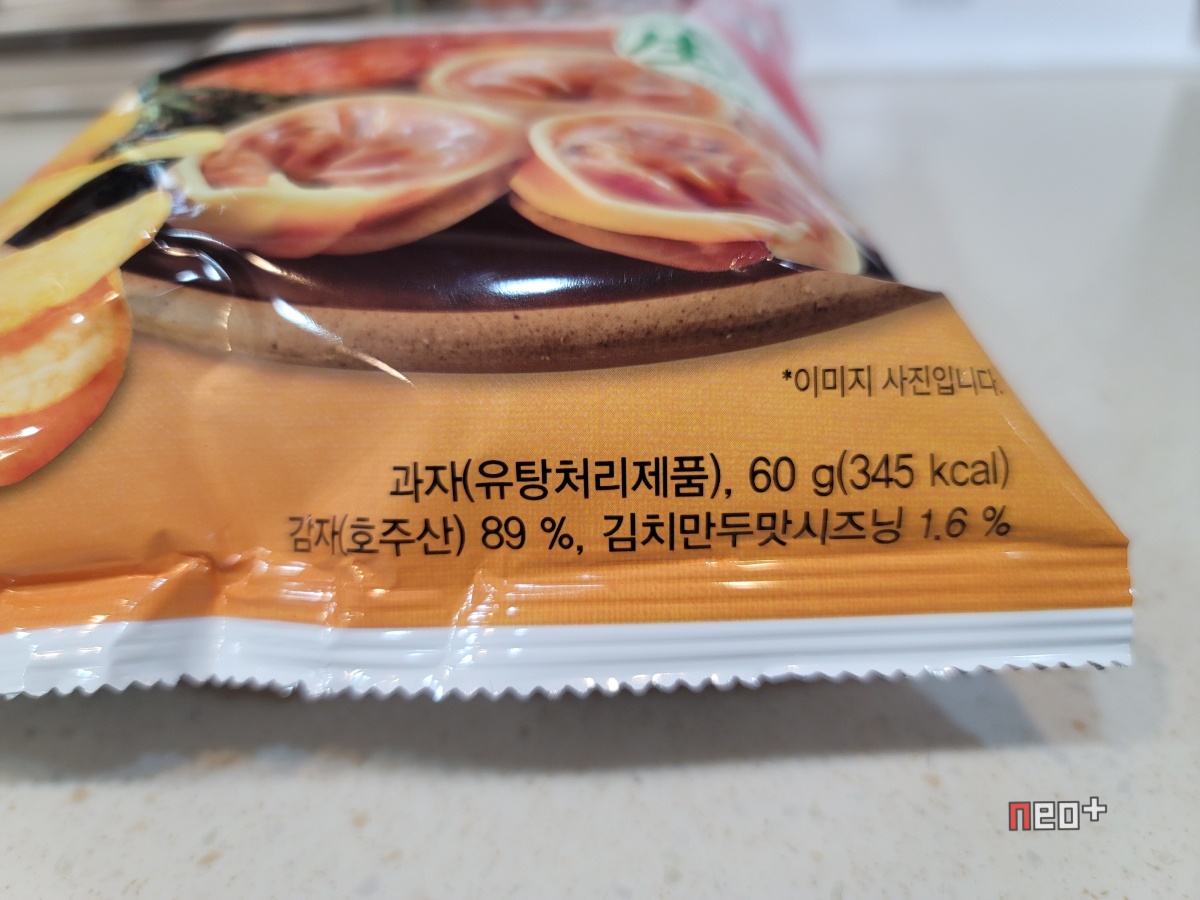 生
*이미지 사진입니다.
과자(유탕처리제품), 60 g(345 kcal)
감자(호주산) 89 %, 김치만두맛시즈닝 1.6 %
neo+